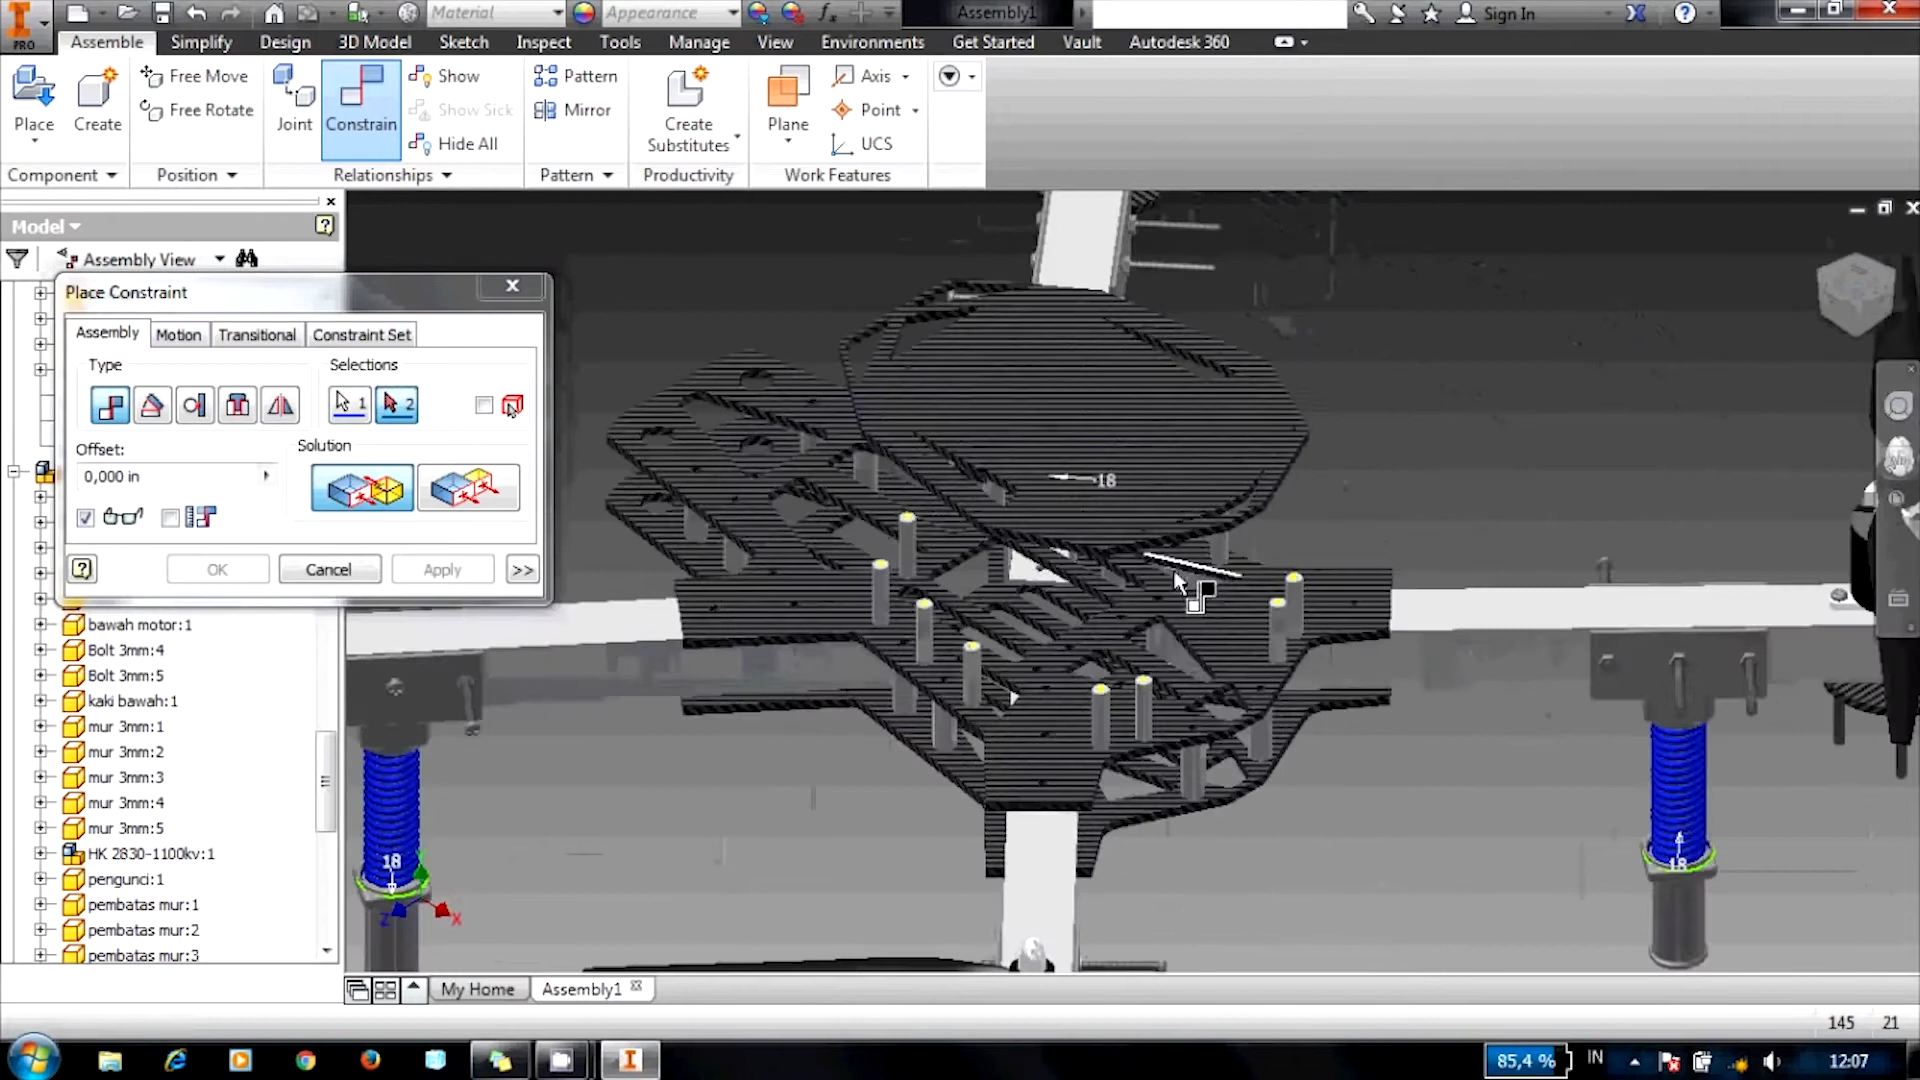 PRO
Material
Appearance
fx
Assembly1
Sign In
Assemble
Simplify
Design
3D Model
Sketch
Inspect
Tools
Manage
View
Environments
Get Started
Vault
Autodesk 360
Place
Create
Free Move
Free Rotate
Joint
Constrain
Show
Show Sick
Hide All
Pattern
Mirror
Create Substitutes
Plane
Axis
Point
UCS
Component
Position
Relationships
Pattern
Productivity
Work Features
Model
Assembly View
Place Constraint
Assembly
Motion
Transitional
Constraint Set
Type
Selections
1
2
Offset:
Solution
0,000 in
OK
Cancel
Apply
>>
bawah motor:1
Bolt 3mm:4
Bolt 3mm:5
kaki bawah:1
mur 3mm:1
mur 3mm:2
mur 3mm:3
mur 3mm:4
mur 3mm:5
HK 2830-1100kv:1
pengunci:1
pembatas mur:1
pembatas mur:2
pembatas mur:3
18
18
4
18
Z
X
My Home
Assembly1
145
21
85,4 %
IN
12:07